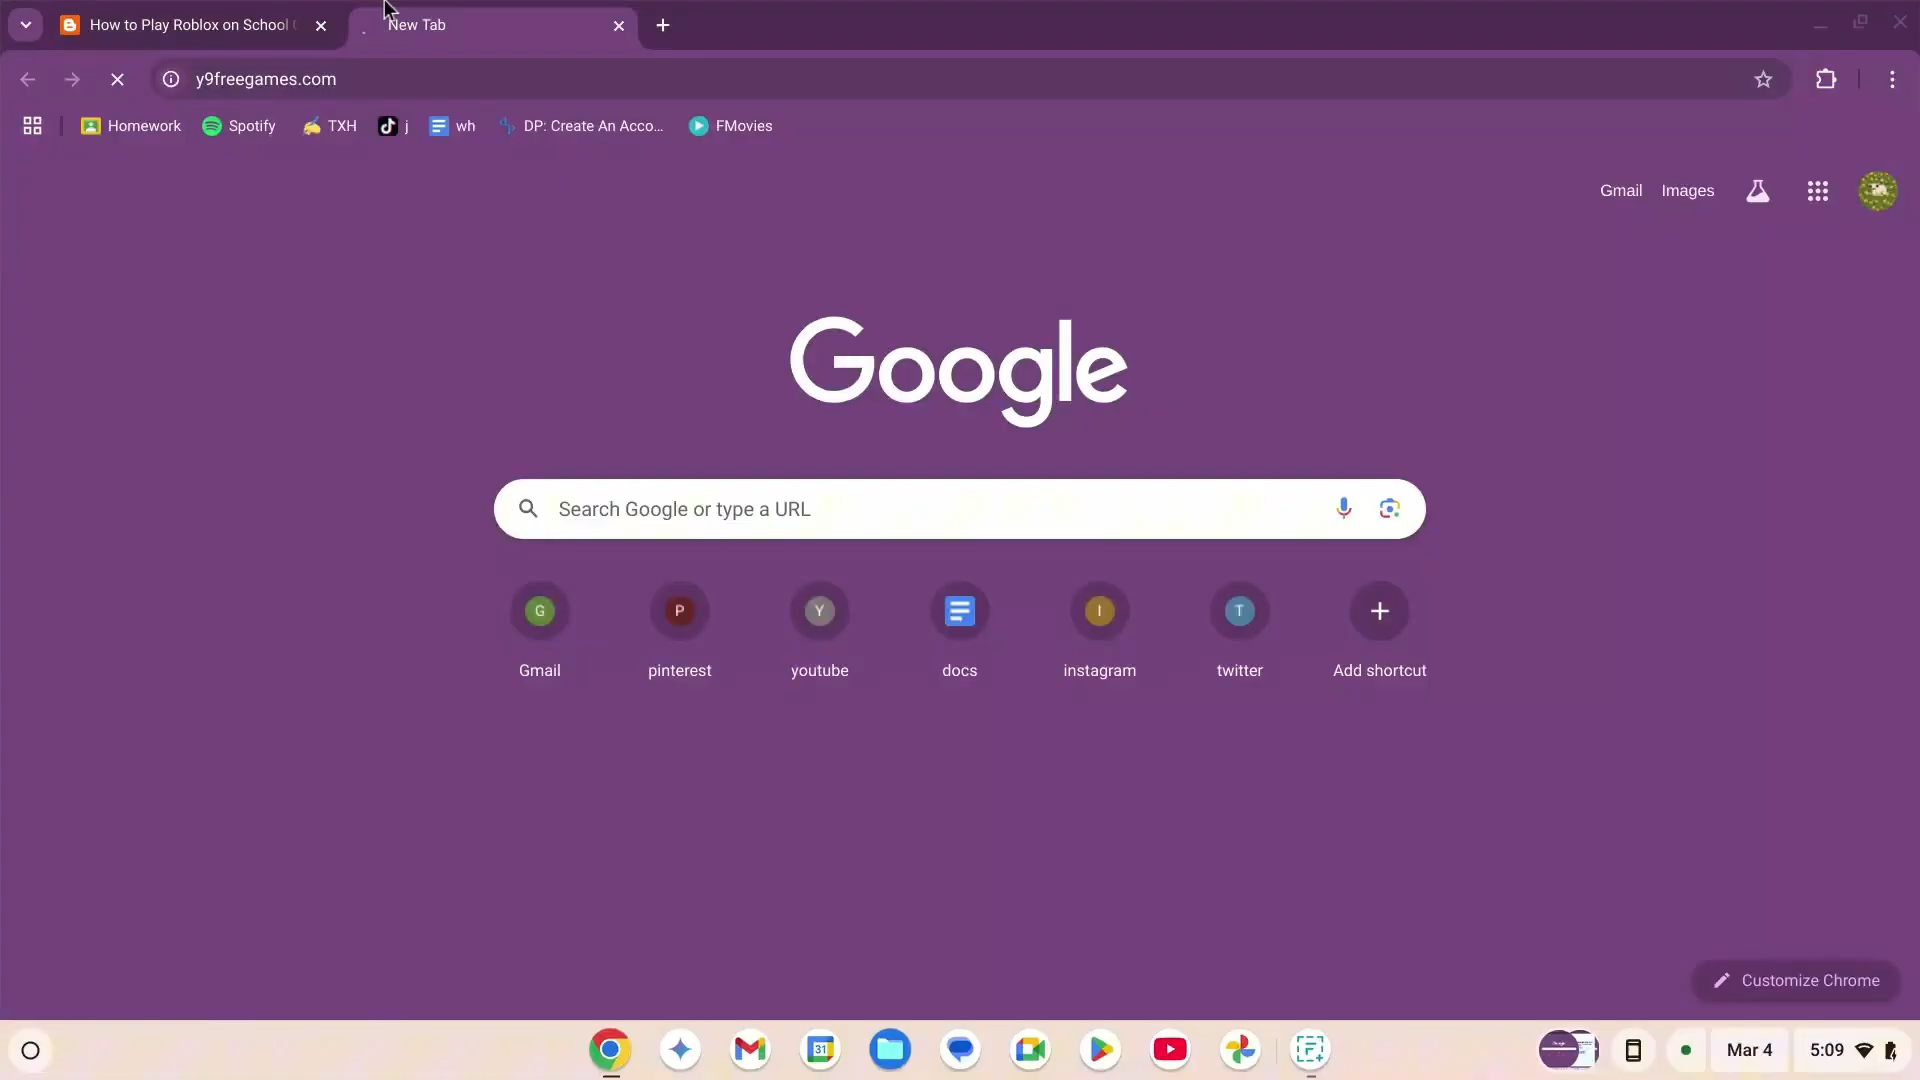 How to Play Roblox on School
New Tab
y9freegames.com
Homework
Spotify
TXH
j
wh
DP: Create An Acco...
FMovies
Gmail
Images
Google
Search Google or type a URL
G
P
Y
I
T
Gmail
pinterest
youtube
docs
instagram
twitter
Add shortcut
Customize Chrome
31
Mar 4
5:09